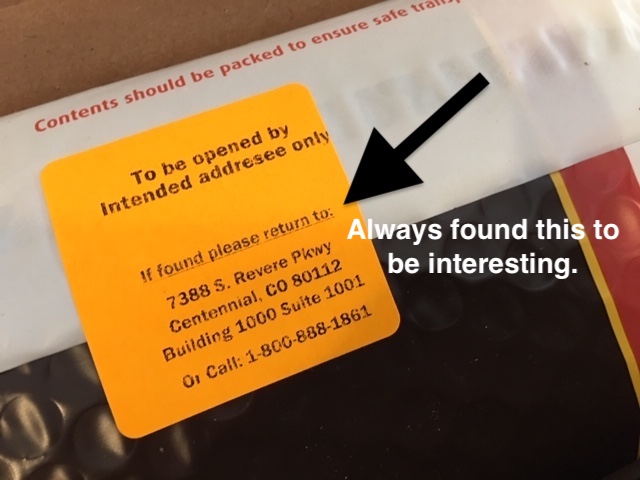 Contents should be packed to ensure safe
To be opened by
Intended addresee only
If found please return to:
7388 S. Revere Pkwy
Centennial, CO 80112
Building 1000 Suite 1001
Or Call: 1-800-888-1861
Always found this to
be interesting.